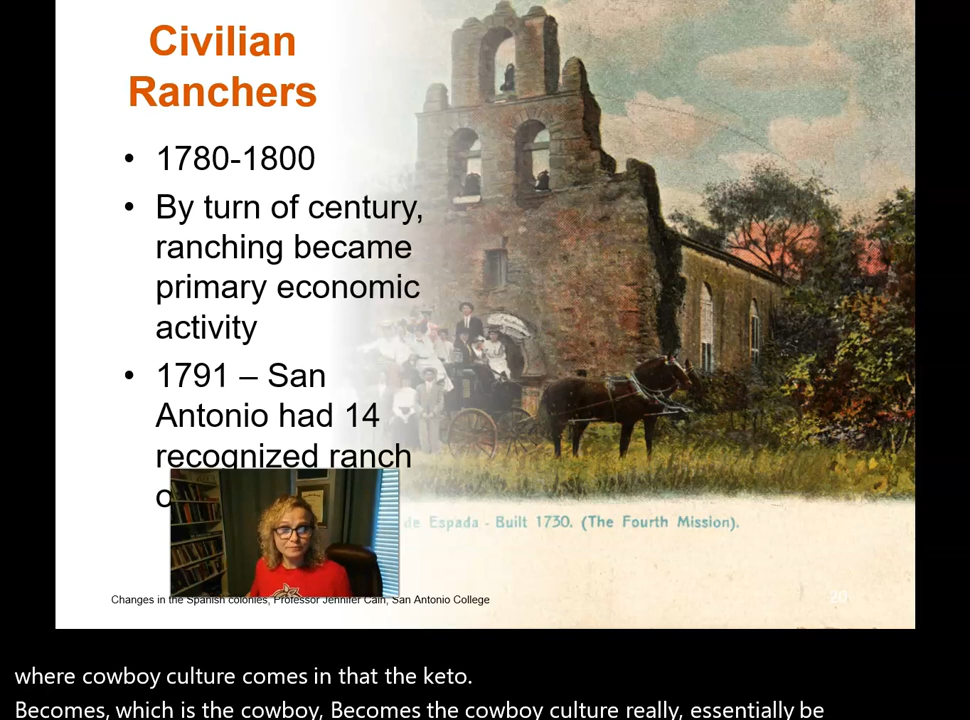 Civilian
Ranchers
• 1780-1800
• By turn of century,
ranching became
primary economic
activity
• 1791 – San
Antonio had 14
recognized ranch
de Espada - Built 1730. (The Fourth Mission).
Changes in the Spanish colonies, Professor Jennifer Cain, San Antonio College
20
where cowboy culture comes in that the keto.
Becomes, which is the cowboy, Becomes the cowboy culture really, essentially be